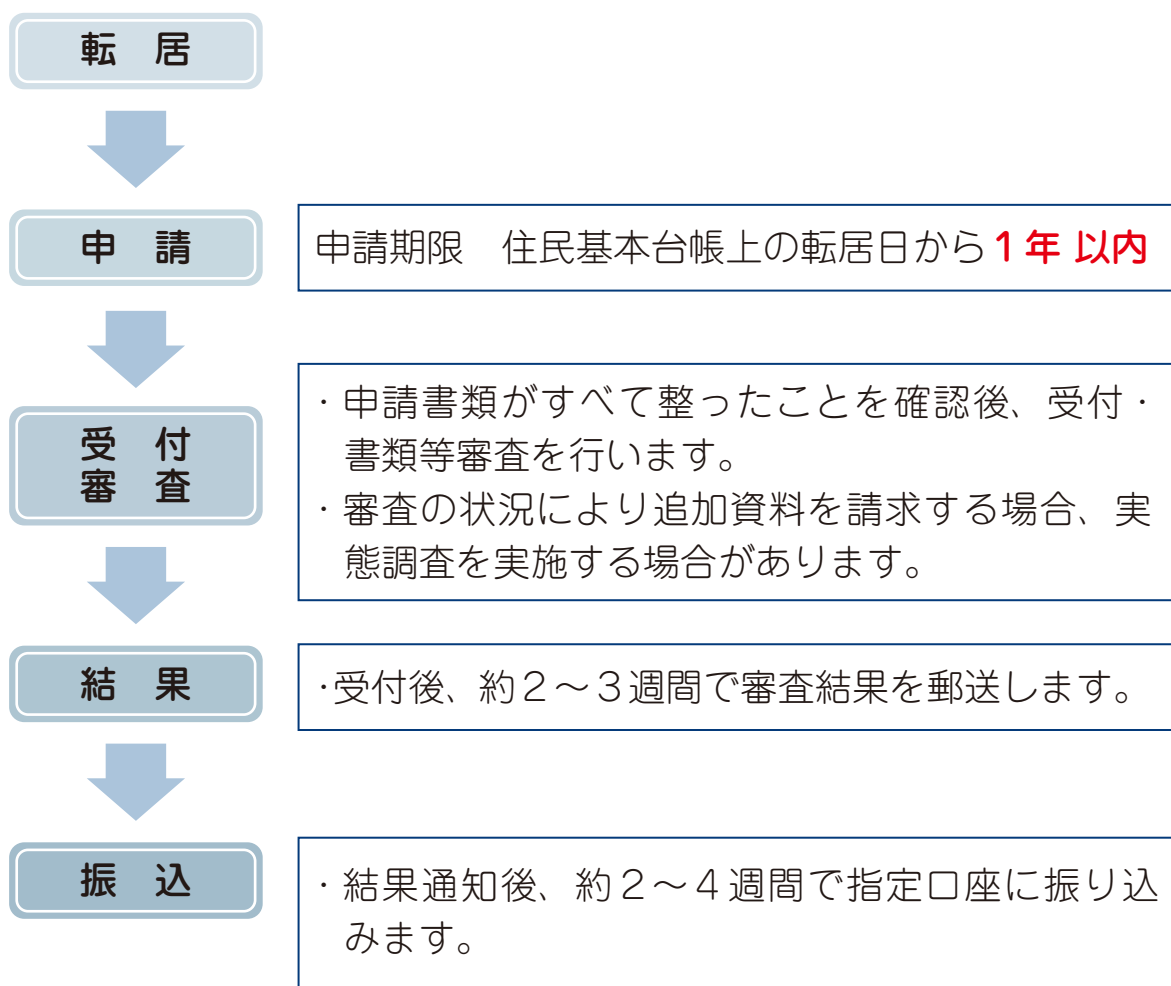 転　居
申　請
申請期限　住民基本台帳上の転居日から１年 以内
受　付
審　査
・申請書類がすべて整ったことを確認後、受付・
書類等審査を行います。
・審査の状況により追加資料を請求する場合、実
態調査を実施する場合があります。
結　果
・受付後、約２～３週間で審査結果を郵送します。
振　込
・結果通知後、約２～４週間で指定口座に振り込
みます。